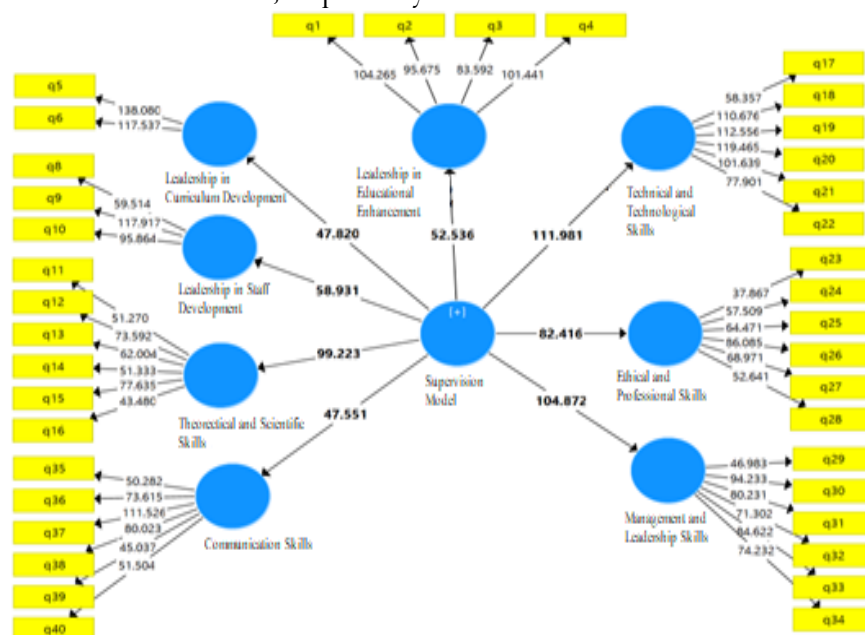 q1
q2
q3
q4
104.265
95.675
83.592
101.441
q5
q6
138.080
117.537
Leadership in
Curriculum Development
Leadership in
Educational
Enhancement
q17
q18
q19
q20
q21
q22
58.357
110.676
112.556
119.465
101.639
77.901
Technical and
Technological
Skills
q8
q9
q10
59.514
117.917
95.864
Leadership in Staff
Development
47.820
52.536
111.981
58.931
99.223
47.551
82.416
104.872
[+]
Supervision
Model
q11
q12
q13
q14
q15
q16
51.270
73.592
62.004
51.333
77.635
43.480
Theorectical and Scientific
Skills
q23
q24
q25
q26
q27
q28
37.867
57.509
64.471
86.085
68.971
52.641
Ethical and
Professional Skills
q35
q36
q37
q38
q39
q40
50.282
73.615
111.526
80.023
45.037
51.504
Communication Skills
q29
q30
q31
q32
q33
q34
46.983
94.233
80.231
71.302
84.622
74.232
Management and
Leadership Skills